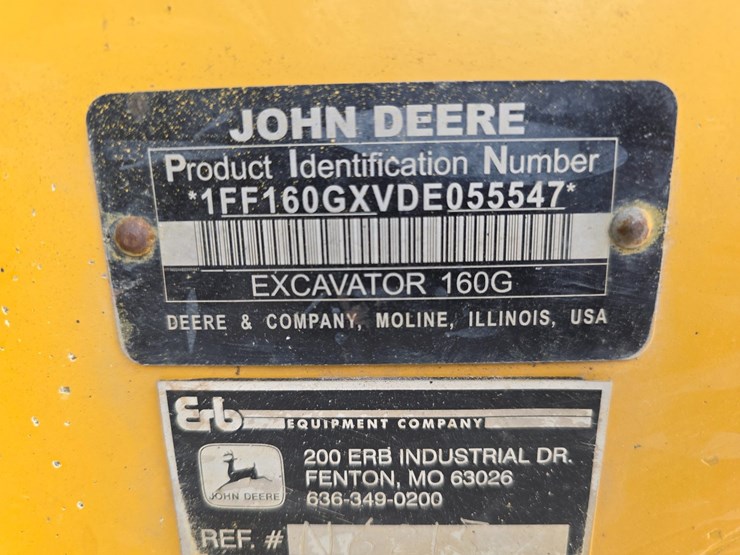 JOHN DEERE
Product Identification Number
*1FF160GXVDE055547*
EXCAVATOR 160G
DEERE & COMPANY, MOLINE, ILLINOIS, USA
Erb EQUIPMENT COMPANY
200 ERB INDUSTRIAL DR.
FENTON, MO 63026
636-349-0200
JOHN DEERE
REF. #